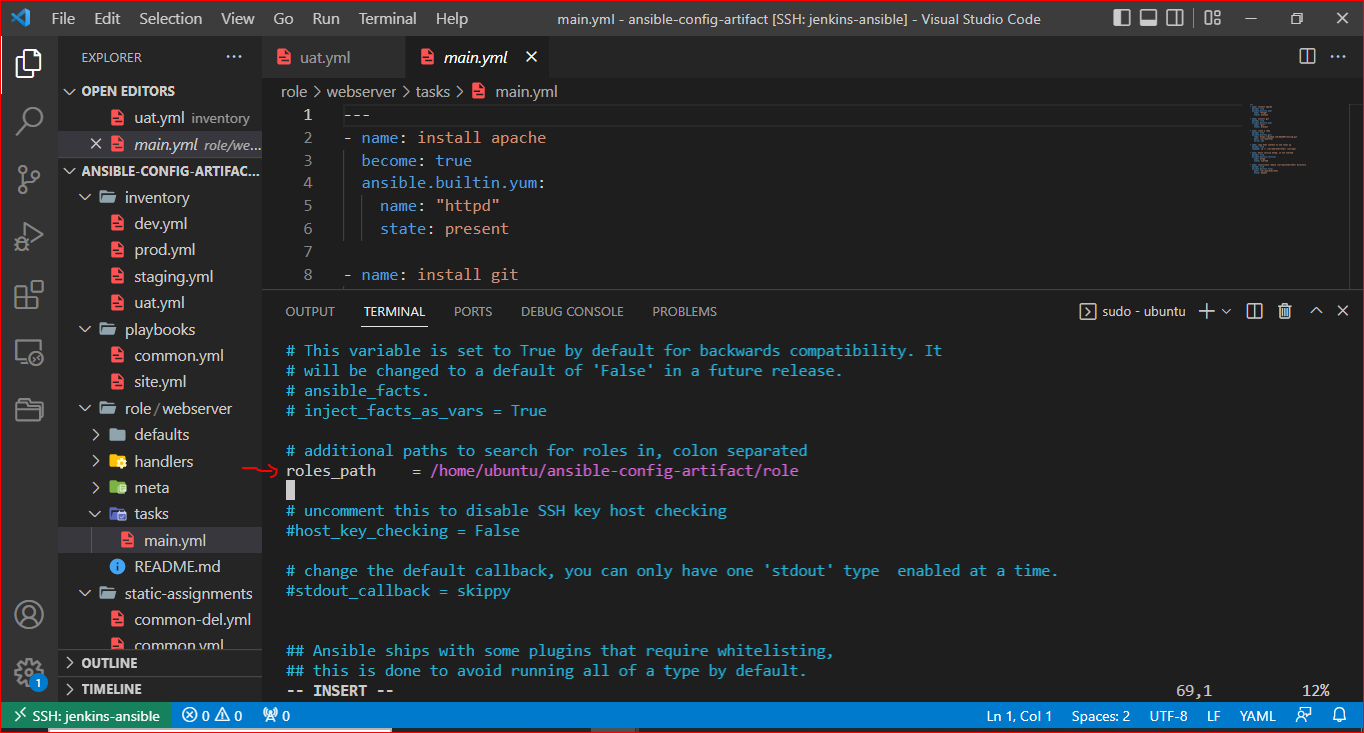 File Edit Selection View Go Run Terminal Help main.yml - ansible-config-artifact [SSH: jenkins-ansible] - Visual Studio Code
EXPLORER
OPEN EDITORS
uat.yml inventory
main.yml role/we...
ANSIBLE-CONFIG-ARTIFAC...
inventory
dev.yml
prod.yml
staging.yml
uat.yml
playbooks
common.yml
site.yml
role/webserver
defaults
handlers
meta
tasks
main.yml
README.md
static-assignments
common-del.yml
common.yml
OUTLINE
TIMELINE
1
uat.yml main.yml
role > webserver > tasks > main.yml
1 ---
2 - name: install apache
3 become: true
4 ansible.builtin.yum:
5 name: "httpd"
6 state: present
7
8 - name: install git
OUTPUT TERMINAL PORTS DEBUG CONSOLE PROBLEMS sudo - ubuntu
# This variable is set to True by default for backwards compatibility. It
# will be changed to a default of 'False' in a future release.
# ansible_facts.
# inject_facts_as_vars = True
# additional paths to search for roles in, colon separated
roles_path    = /home/ubuntu/ansible-config-artifact/role
# uncomment this to disable SSH key host checking
#host_key_checking = False
# change the default callback, you can only have one 'stdout' type  enabled at a time.
#stdout_callback = skippy
## Ansible ships with some plugins that require whitelisting,
## this is done to avoid running all of a type by default.
-- INSERT -- 69,1 12%
SSH: jenkins-ansible 0 0 0 Ln 1, Col 1 Spaces: 2 UTF-8 LF YAML